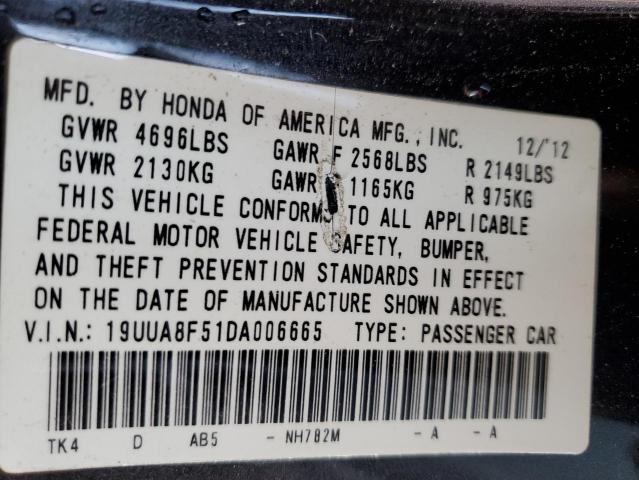 MFD. BY HONDA OF AMERICA MFG., INC. 12/'12
GVWR 4696LBS GAWR F 2568LBS R 2149LBS
GVWR 2130KG GAWR 1165KG R 975KG
THIS VEHICLE CONFORMS TO ALL APPLICABLE
FEDERAL MOTOR VEHICLE SAFETY, BUMPER,
AND THEFT PREVENTION STANDARDS IN EFFECT
ON THE DATE OF MANUFACTURE SHOWN ABOVE.
V.I.N.: 19UUA8F51DA006665 TYPE: PASSENGER CAR
TK4 D AB5 - NH782M - A - A